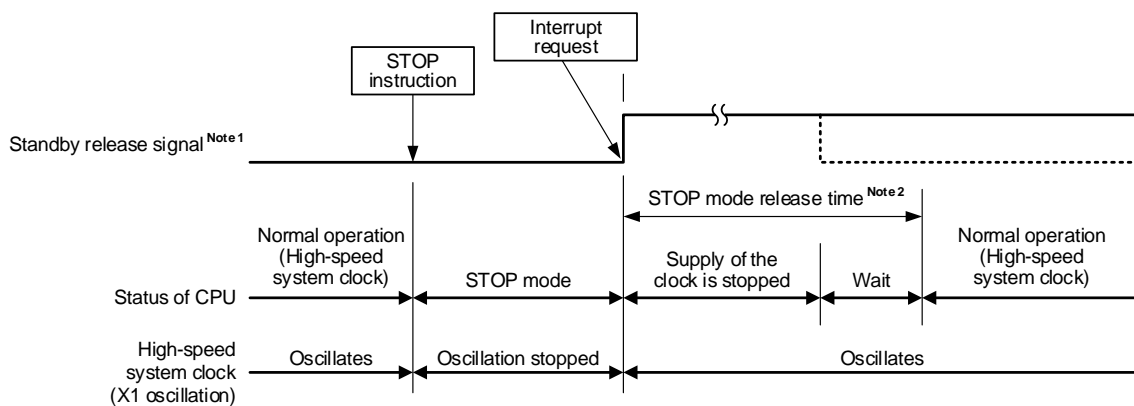 Interrupt
request
STOP
instruction
Standby release signal Note 1
STOP mode release time Note 2
Normal operation
(High-speed
system clock)
Supply of the
clock is stopped
Normal operation
(High-speed
system clock)
Status of CPU
STOP mode
Wait
High-speed
system clock
(X1 oscillation)
Oscillates
Oscillation stopped
Oscillates